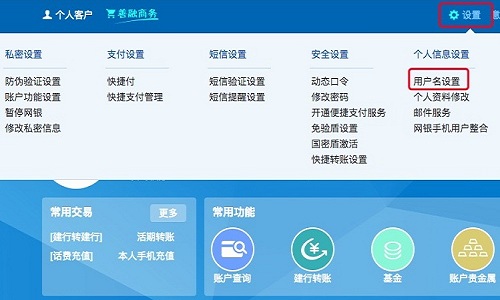 个人客户 善融商务 设置
私密设置 支付设置 短信设置 安全设置 个人信息设置
防伪验证设置 快捷付 短信验证设置 动态口令 用户名设置
账户功能设置 快捷支付管理 短信提醒设置 修改密码 个人资料修改
暂停网银 开通便捷支付服务 邮件服务
修改私密信息 免验盾设置 网银手机用户整合
国密盾激活
快捷转账设置
常用交易 更多 常用功能
[建行转建行] 活期转账
[话费充值] 本人手机充值
账户查询 建行转账 基金 账户贵金属